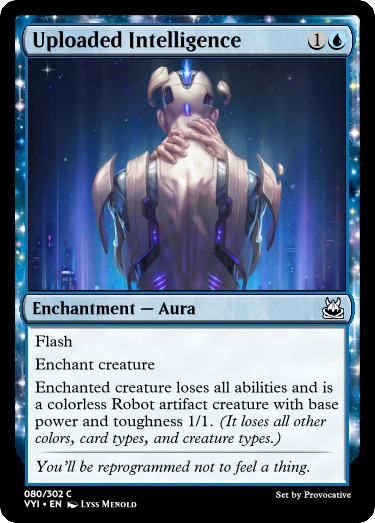 Uploaded Intelligence 1
Enchantment — Aura
Flash
Enchant creature
Enchanted creature loses all abilities and is
a colorless Robot artifact creature with base
power and toughness 1/1. (It loses all other
colors, card types, and creature types.)
You'll be reprogrammed not to feel a thing.
080/302 C
VYI • EN Lyss Menold
Set by Provocative